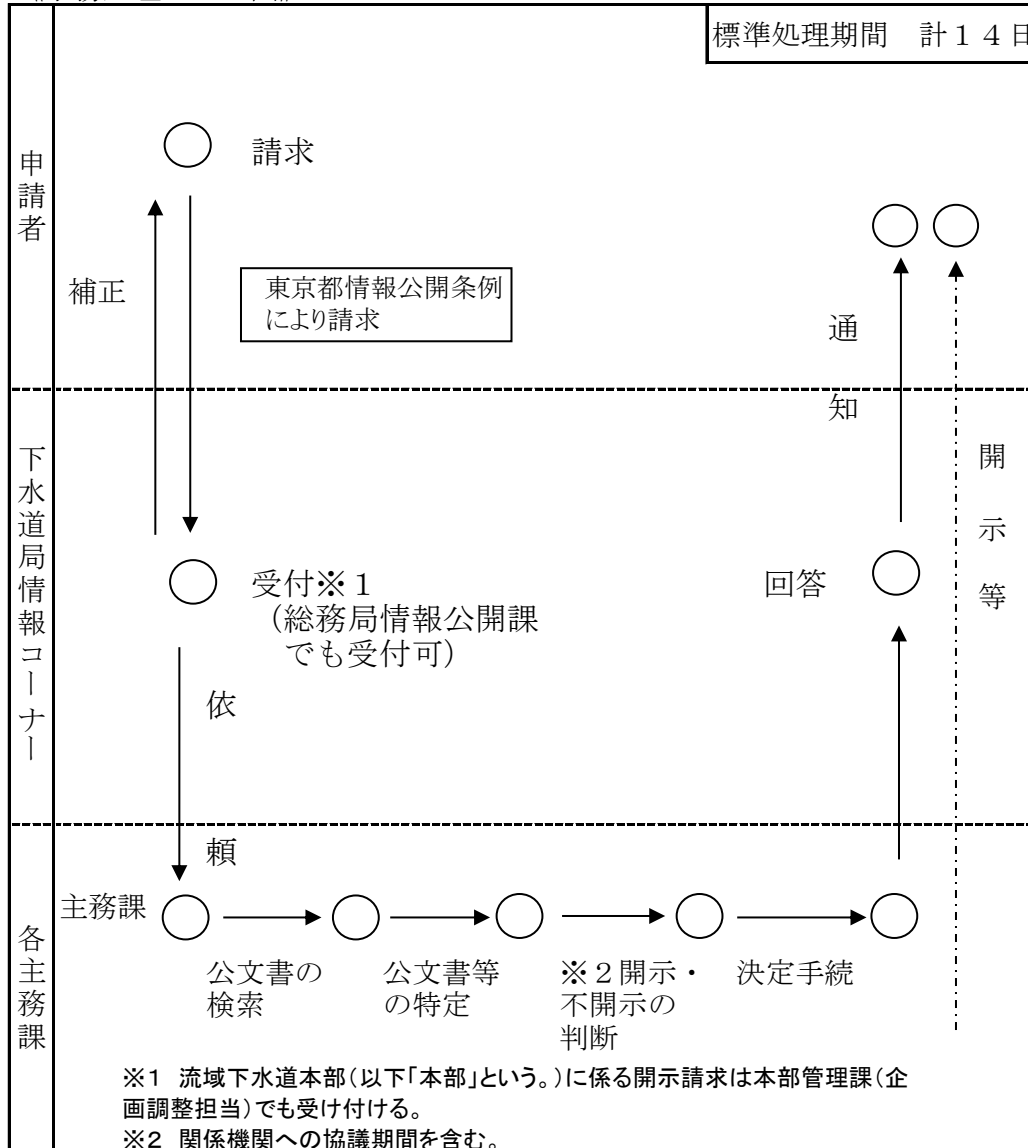 標準処理期間 計14日
申請者
請求
補正
東京都情報公開条例
により請求
通知
下水道局情報コーナー
受付※1
(総務局情報公開課
でも受付可)
回答
開示等
依頼
各主務課
主務課
公文書の
検索
公文書等
の特定
※2開示・
不開示の
判断
決定手続
※1 流域下水道本部(以下「本部」という。)に係る開示請求は本部管理課(企
画調整担当)でも受け付ける。
※2 関係機関への協議期間を含む。